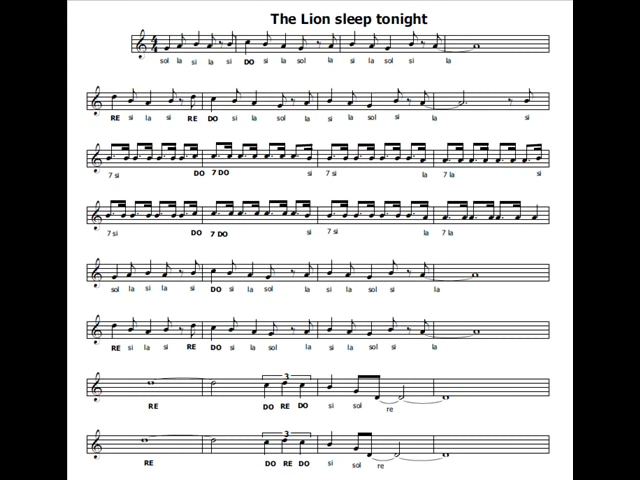 The Lion sleep tonight
4 4
sol la si la si DO si la sol la si la sol si la
RE si la si RE DO si la sol la si la sol si la si
7 si DO 7 DO si 7 si la 7 la si
7 si DO 7 DO si 7 si la 7 la
sol la si la si DO si la sol la si la sol si la
RE si la si RE DO si la sol la si la sol si la
3
RE DO RE DO si sol re
3
RE DO RE DO si sol re